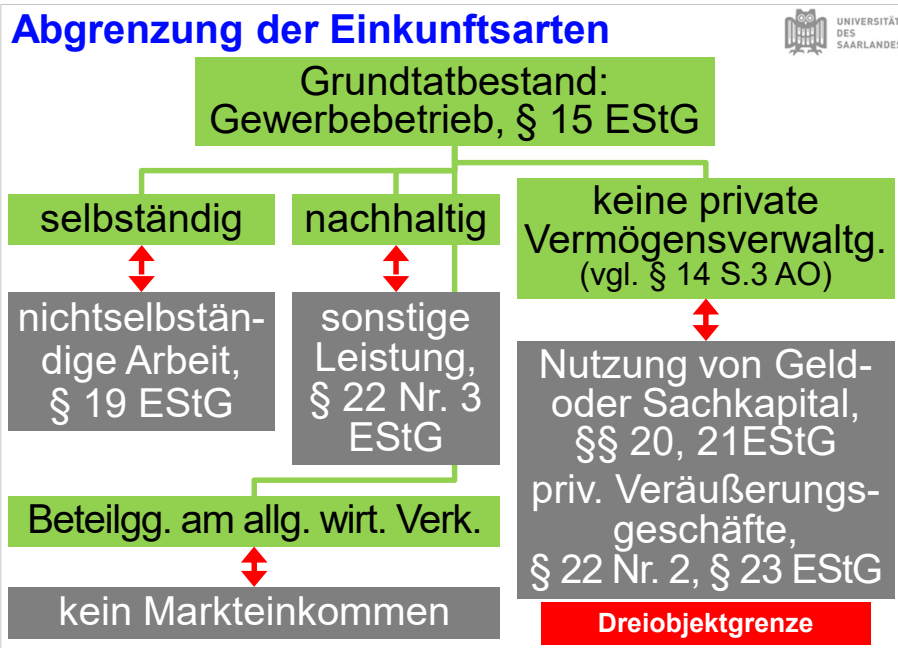 Abgrenzung der Einkunftsarten
UNIVERSITÄT
DES
SAARLANDES
Grundtatbestand:
Gewerbebetrieb, § 15 EStG
selbständig
nachhaltig
keine private
Vermögensverwaltg.
(vgl. § 14 S.3 AO)
nichtselbstän-
dige Arbeit,
§ 19 EStG
sonstige
Leistung,
§ 22 Nr. 3
EStG
Nutzung von Geld-
oder Sachkapital,
§§ 20, 21EStG
priv. Veräußerungs-
geschäfte,
§ 22 Nr. 2, § 23 EStG
Beteilgg. am allg. wirt. Verk.
kein Markteinkommen
Dreiobjektgrenze